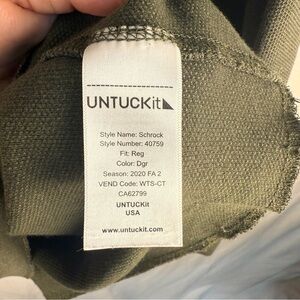 UNTUCKit
Style Name: Schrock
Style Number: 40759
Fit: Reg
Color: Dgr
Season: 2020 FA 2
VEND Code: WTS-CT
CA62799
UNTUCKit
USA
www.untuckit.com